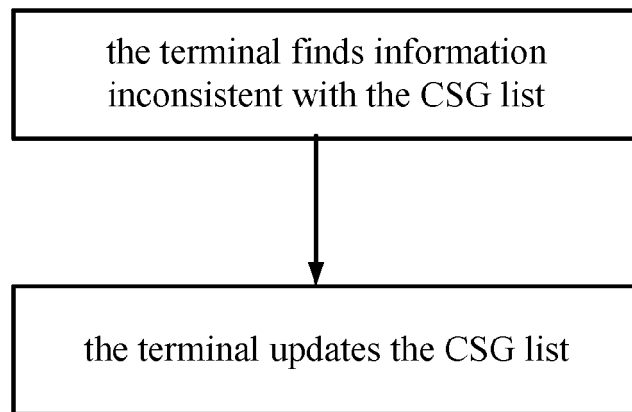 the terminal finds information
inconsistent with the CSG list
the terminal updates the CSG list